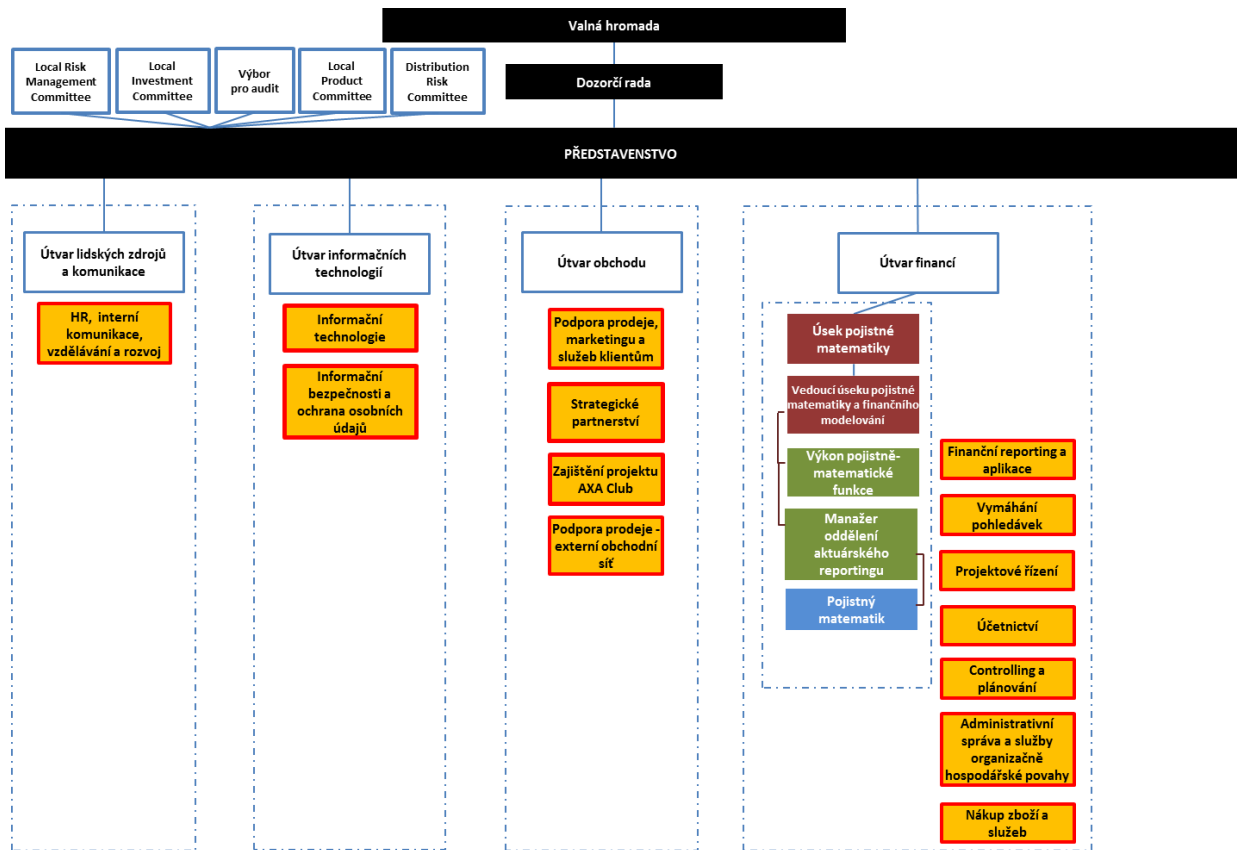 Valná hromada
Local Risk
Management
Committee
Local
Investment
Committee
Výbor
pro audit
Local
Product
Committee
Distribution
Risk
Committee
Dozorčí rada
PŘEDSTAVENSTVO
Útvar lidských zdrojů
a komunikace
HR, interní
komunikace,
vzdělávání a rozvoj
Útvar informačních
technologií
Informační
technologie
Informační
bezpečnosti a
ochrana osobních
údajů
Útvar obchodu
Podpora prodeje,
marketingu a
služeb klientům
Strategické
partnerství
Zajištění projektu
AXA Club
Podpora prodeje -
externí obchodní
síť
Útvar financí
Úsek pojistné
matematiky
Vedoucí úseku pojistné
matematiky a finančního
modelování
Výkon pojistně-
matematické
funkce
Manažer
oddělení
aktuárského
reportingu
Pojistný
matematik
Finanční reporting a
aplikace
Vymáhání
pohledávek
Projektové řízení
Účetnictví
Controlling a
plánování
Administrativní
správa a služby
organizačně
hospodářské povahy
Nákup zboží a
služeb